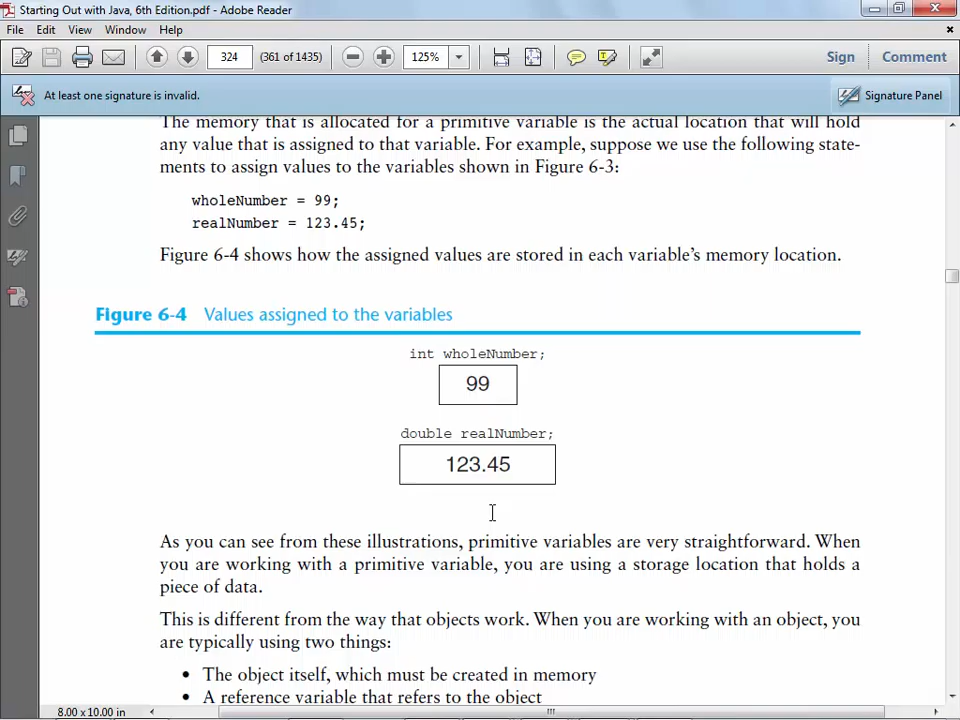 Starting Out with Java, 6th Edition.pdf - Adobe Reader
File Edit View Window Help
324 (361 of 1435) 125% Sign Comment
At least one signature is invalid. Signature Panel
The memory that is allocated for a primitive variable is the actual location that will hold
any value that is assigned to that variable. For example, suppose we use the following state-
ments to assign values to the variables shown in Figure 6-3:
wholeNumber = 99;
realNumber = 123.45;
Figure 6-4 shows how the assigned values are stored in each variable’s memory location.
Figure 6-4 Values assigned to the variables
int wholeNumber;
99
double realNumber;
123.45
As you can see from these illustrations, primitive variables are very straightforward. When
you are working with a primitive variable, you are using a storage location that holds a
piece of data.
This is different from the way that objects work. When you are working with an object, you
are typically using two things:
• The object itself, which must be created in memory
• A reference variable that refers to the object
8.00 x 10.00 in